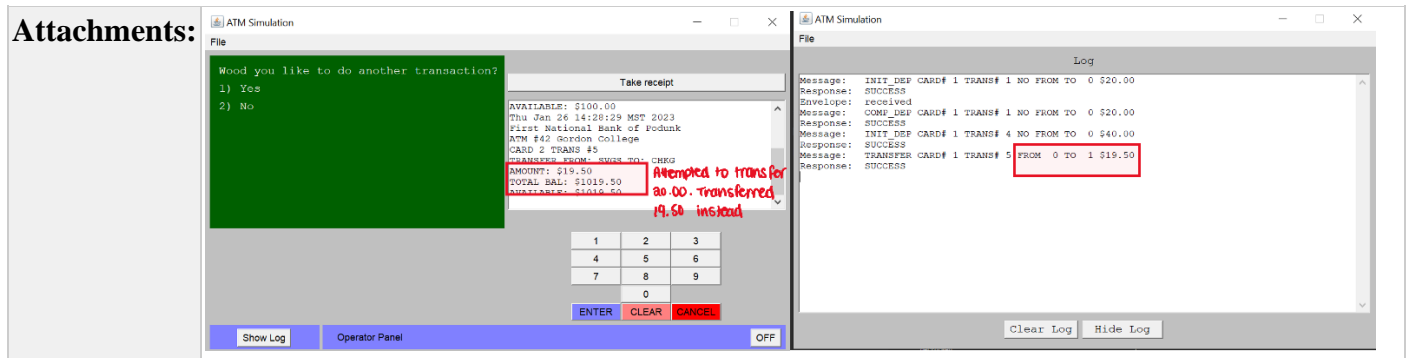 Attachments:
ATM Simulation
File
Wood you like to do another transaction?
1) Yes
2) No
Take receipt
AVAILABLE: $100.00
Thu Jan 26 14:28:29 MST 2023
First National Bank of Podunk
ATM #42 Gordon College
CARD 2 TRANS #5
TRANSFER FROM: SVGS TO: CHKG
AMOUNT: $19.50
TOTAL BAL: $1019.50
AVAILABLE: $1019.50
Attempted to transfer
20.00. Transferred
19.50 instead
1 2 3
4 5 6
7 8 9
0
ENTER CLEAR CANCEL
Show Log Operator Panel OFF
ATM Simulation
File
Log
Message: INIT_DEP CARD# 1 TRANS# 1 NO FROM TO 0 $20.00
Response: SUCCESS
Envelope: received
Message: COMP_DEP CARD# 1 TRANS# 1 NO FROM TO 0 $20.00
Response: SUCCESS
Message: INIT_DEP CARD# 1 TRANS# 4 NO FROM TO 0 $40.00
Response: SUCCESS
Message: TRANSFER CARD# 1 TRANS# 5 FROM 0 TO 1 $19.50
Response: SUCCESS
Clear Log Hide Log